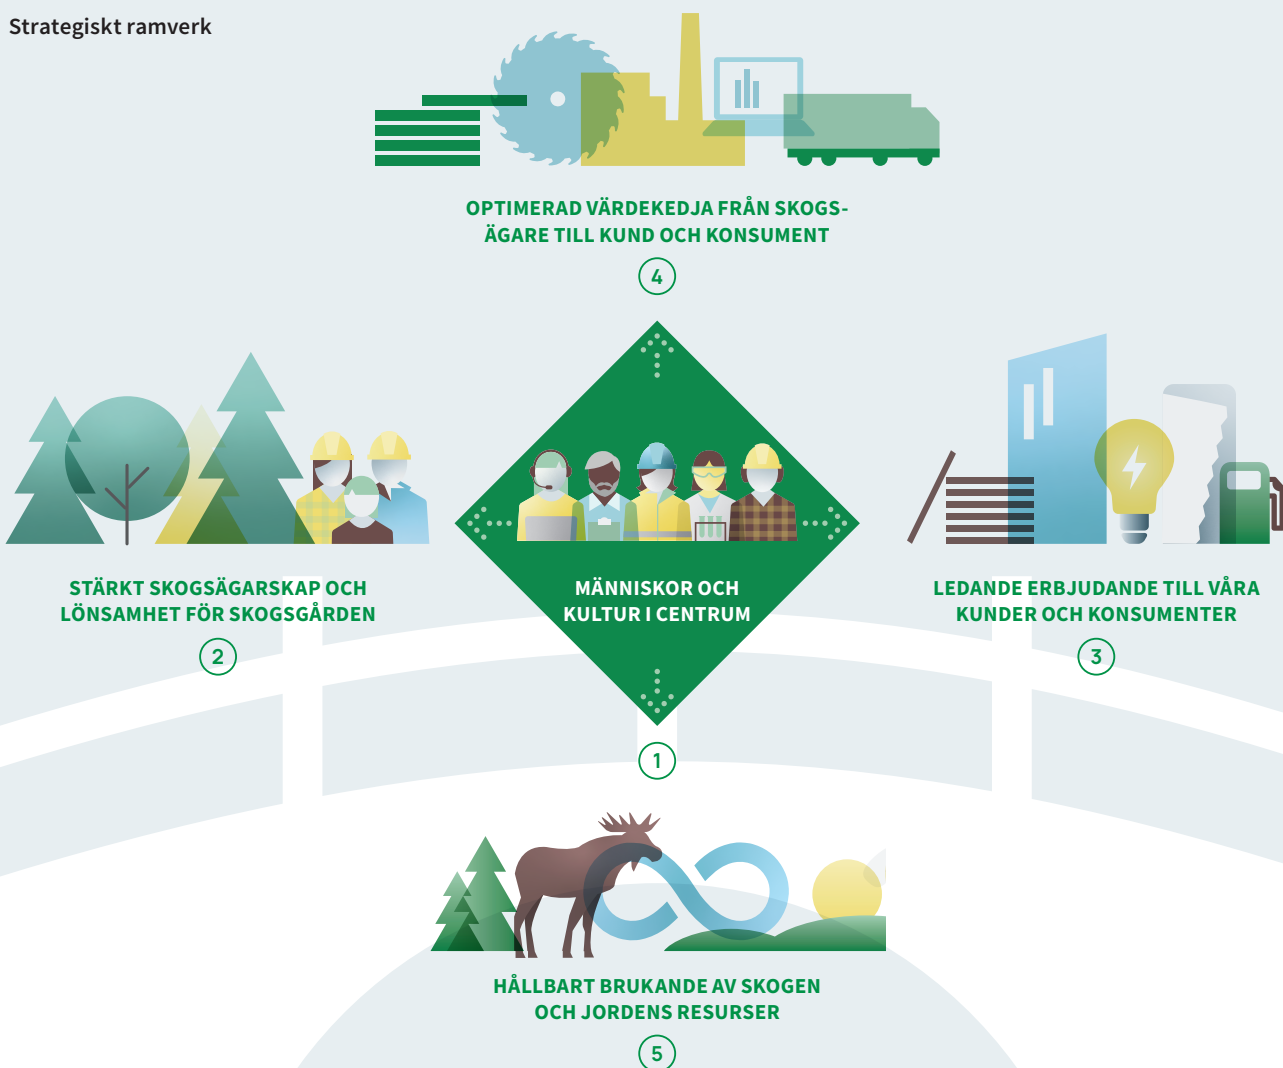 Strategiskt ramverk
OPTIMERAD VÄRDEKEDJA FRÅN SKOGS-
ÄGARE TILL KUND OCH KONSUMENT
4
STÄRKT SKOGSÄGARSKAP OCH
LÖNSAMHET FÖR SKOGSGÅRDEN
2
MÄNNISKOR OCH
KULTUR I CENTRUM
1
LEDANDE ERBJUDANDE TILL VÅRA
KUNDER OCH KONSUMENTER
3
HÅLLBART BRUKANDE AV SKOGEN
OCH JORDENS RESURSER
5